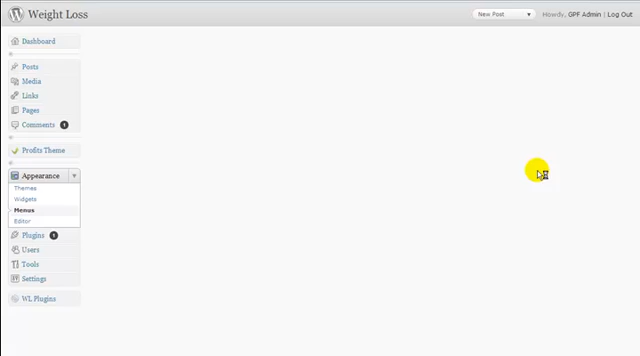 Weight Loss
New Post
Howdy, GPF Admin | Log Out
Dashboard
Posts
Media
Links
Pages
Comments 1
Profits Theme
Appearance
Themes
Widgets
Menus
Editor
Plugins 1
Users
Tools
Settings
WL Plugins